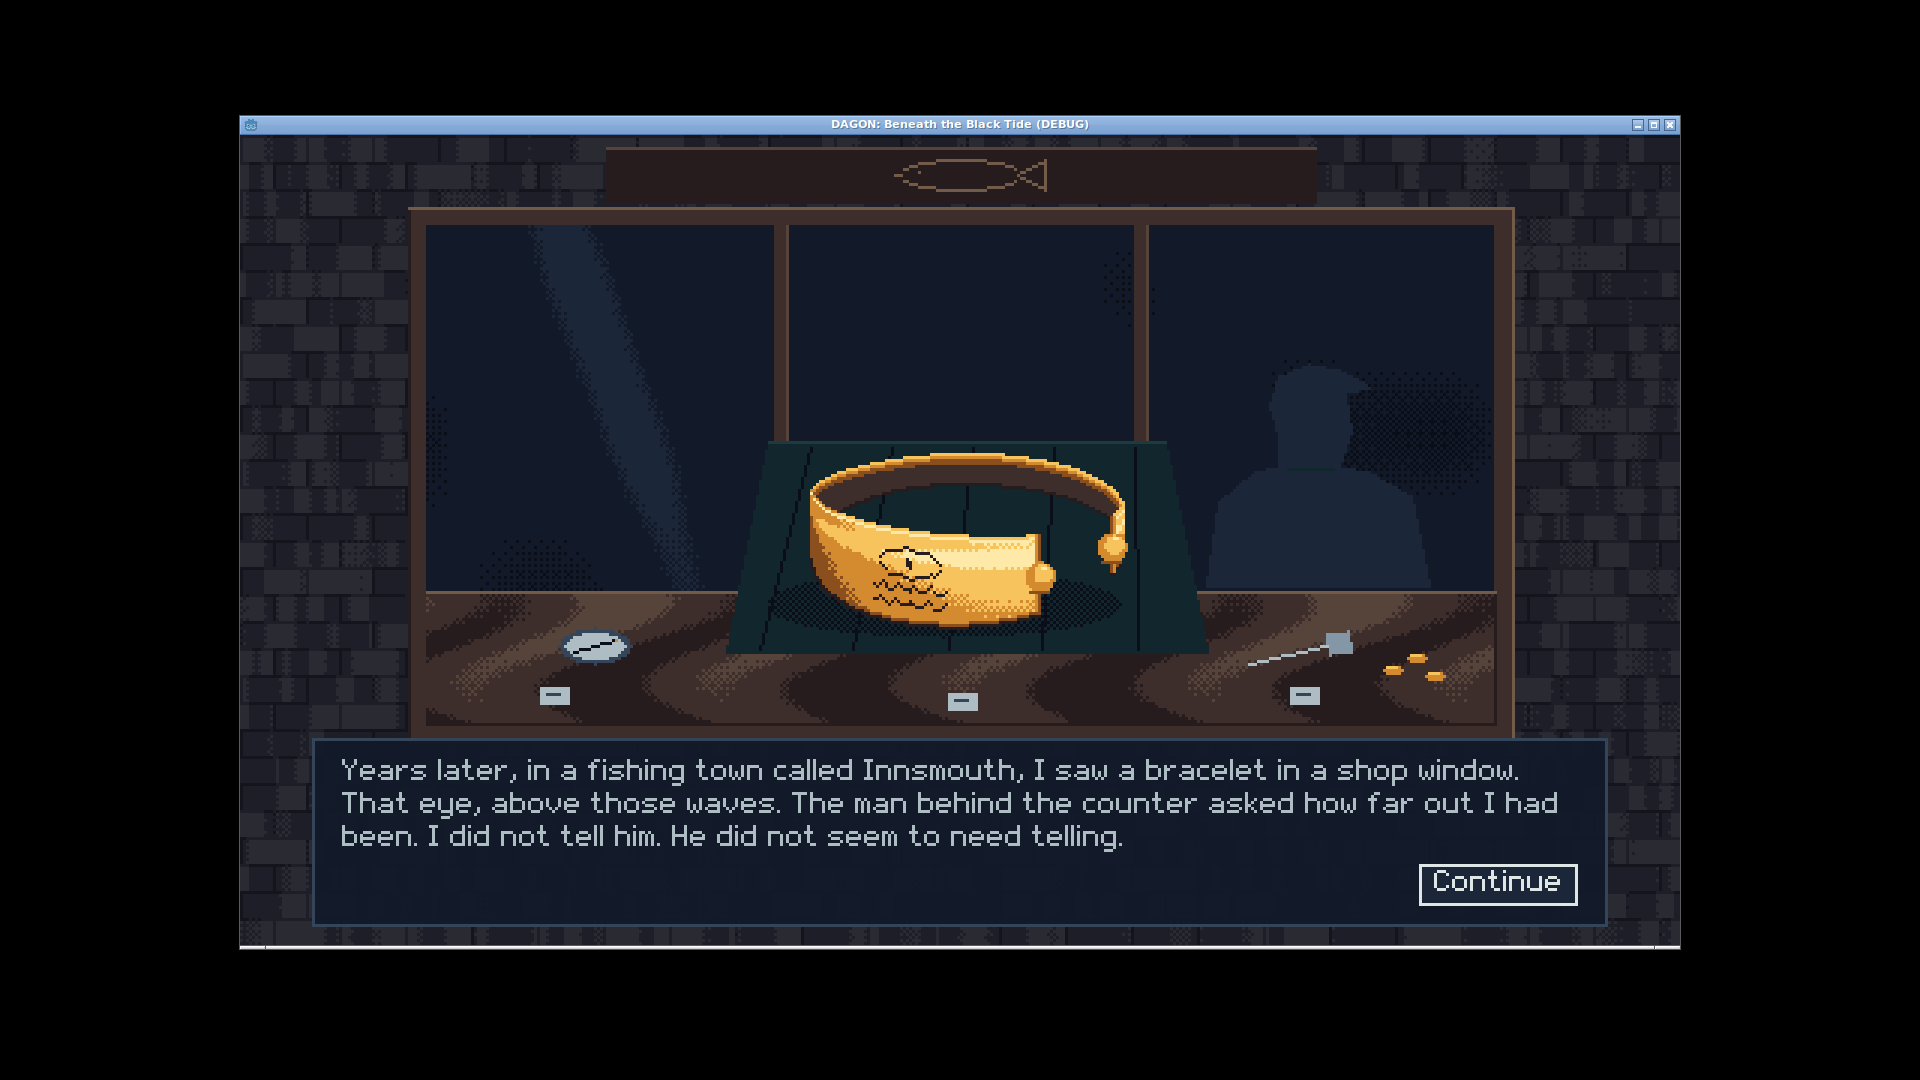 DAGON: Beneath the Black Tide (DEBUG)
Years later, in a fishing town called Innsmouth, I saw a bracelet in a shop window.
That eye, above those waves. The man behind the counter asked how far out I had
been. I did not tell him. He did not seem to need telling.
Continue